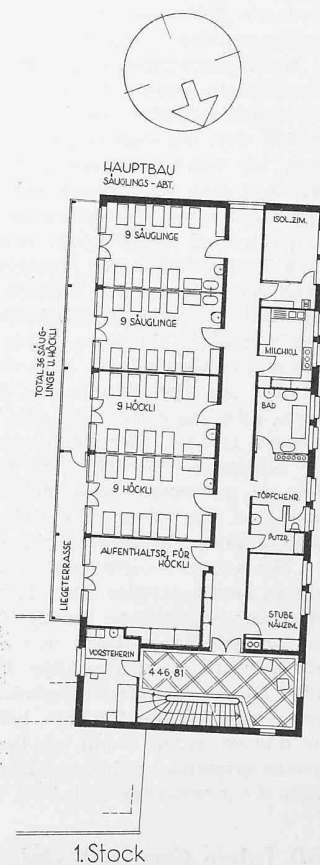 HAUPTBAU
SÄUGLINGS - ABT.
ISOL.ZIM.
9 SÄUGLINGE
TOTAL 36 SÄUG-
LINGE U. HÖCKLI
9 SÄUGLINGE
MILCHKÜ.
9 HÖCKLI
BAD
9 HÖCKLI
TÖPFCHENR.
PUTZR.
AUFENTHALTSR. FÜR
HÖCKLI
LIEGETERRASSE
STUBE
NÄHZIM.
VORSTEHERIN
446,81
1. Stock